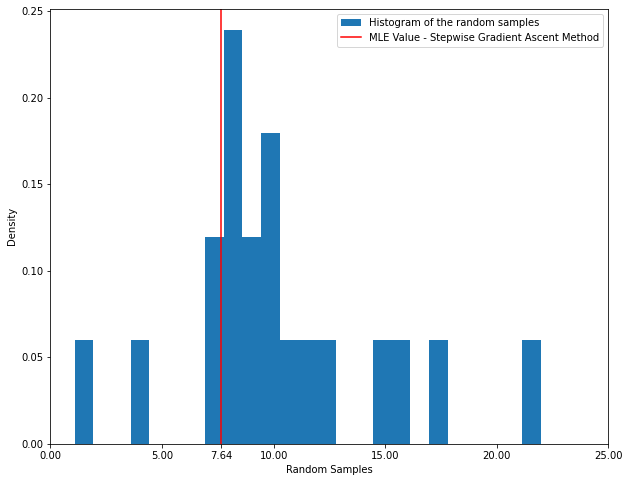 Histogram of the random samples
MLE Value - Stepwise Gradient Ascent Method
0.25
0.20
0.15
0.10
0.05
0.00
Density
0.00 5.00 7.64 10.00 15.00 20.00 25.00
Random Samples